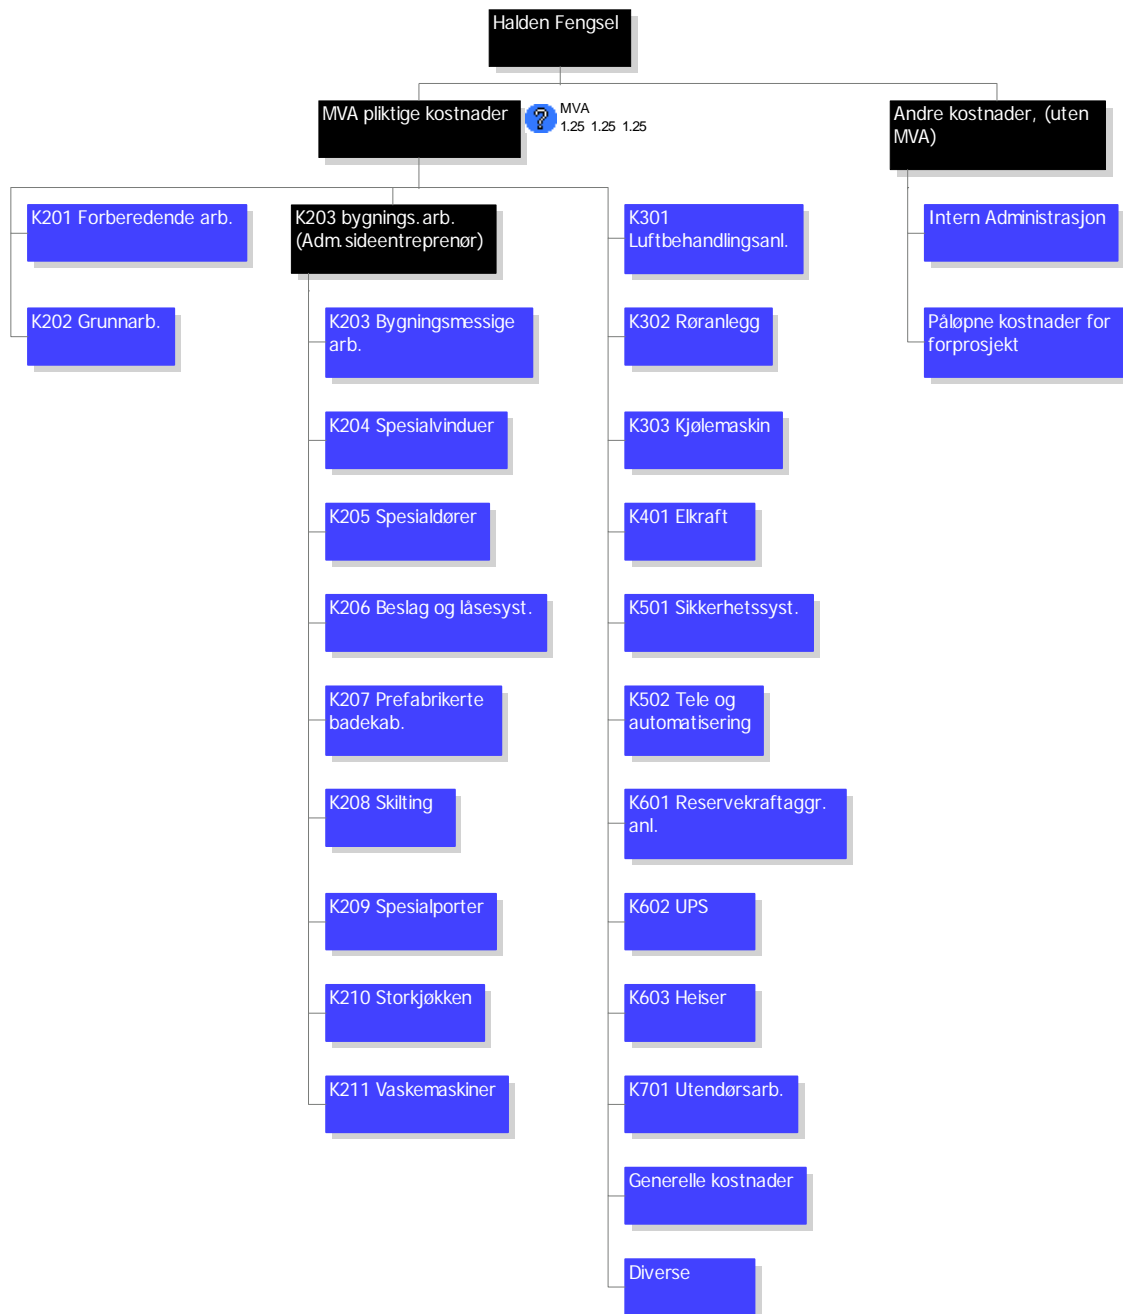 Halden Fengsel
MVA pliktige kostnader
MVA
1.25 1.25 1.25
Andre kostnader, (uten
MVA)
K201 Forberedende arb.
K202 Grunnarb.
K203 bygnings.arb.
(Adm.sideentreprenør)
K203 Bygningsmessige
arb.
K204 Spesialvinduer
K205 Spesialdører
K206 Beslag og låsesyst.
K207 Prefabrikerte
badekab.
K208 Skilting
K209 Spesialporter
K210 Storkjøkken
K211 Vaskemaskiner
K301
Luftbehandlingsanl.
K302 Røranlegg
K303 Kjølemaskin
K401 Elkraft
K501 Sikkerhetssyst.
K502 Tele og
automatisering
K601 Reservekraftaggr.
anl.
K602 UPS
K603 Heiser
K701 Utendørsarb.
Generelle kostnader
Diverse
Intern Administrasjon
Påløpne kostnader for
forprosjekt